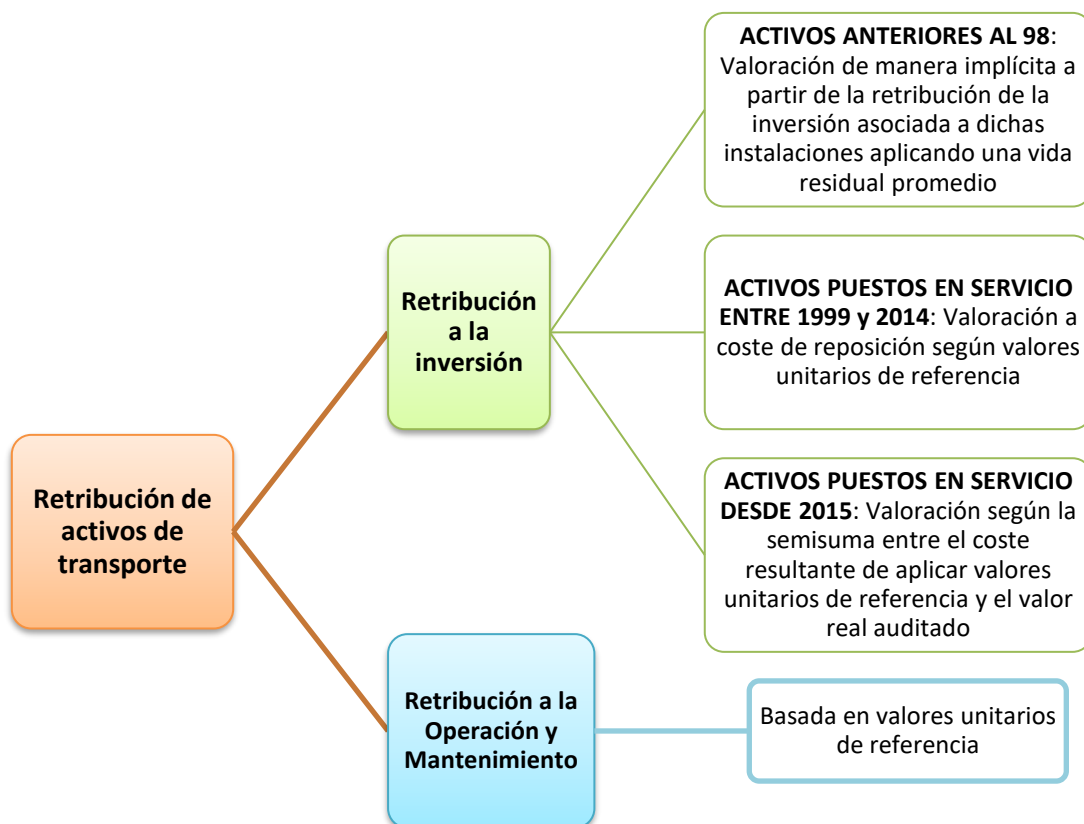 Retribución de
activos de
transporte
Retribución
a la
inversión
ACTIVOS ANTERIORES AL 98:
Valoración de manera implícita a
partir de la retribución de la
inversión asociada a dichas
instalaciones aplicando una vida
residual promedio
ACTIVOS PUESTOS EN SERVICIO
ENTRE 1999 y 2014: Valoración a
coste de reposición según valores
unitarios de referencia
ACTIVOS PUESTOS EN SERVICIO
DESDE 2015: Valoración según la
semisuma entre el coste
resultante de aplicar valores
unitarios de referencia y el valor
real auditado
Retribución a la
Operación y
Mantenimiento
Basada en valores unitarios
de referencia